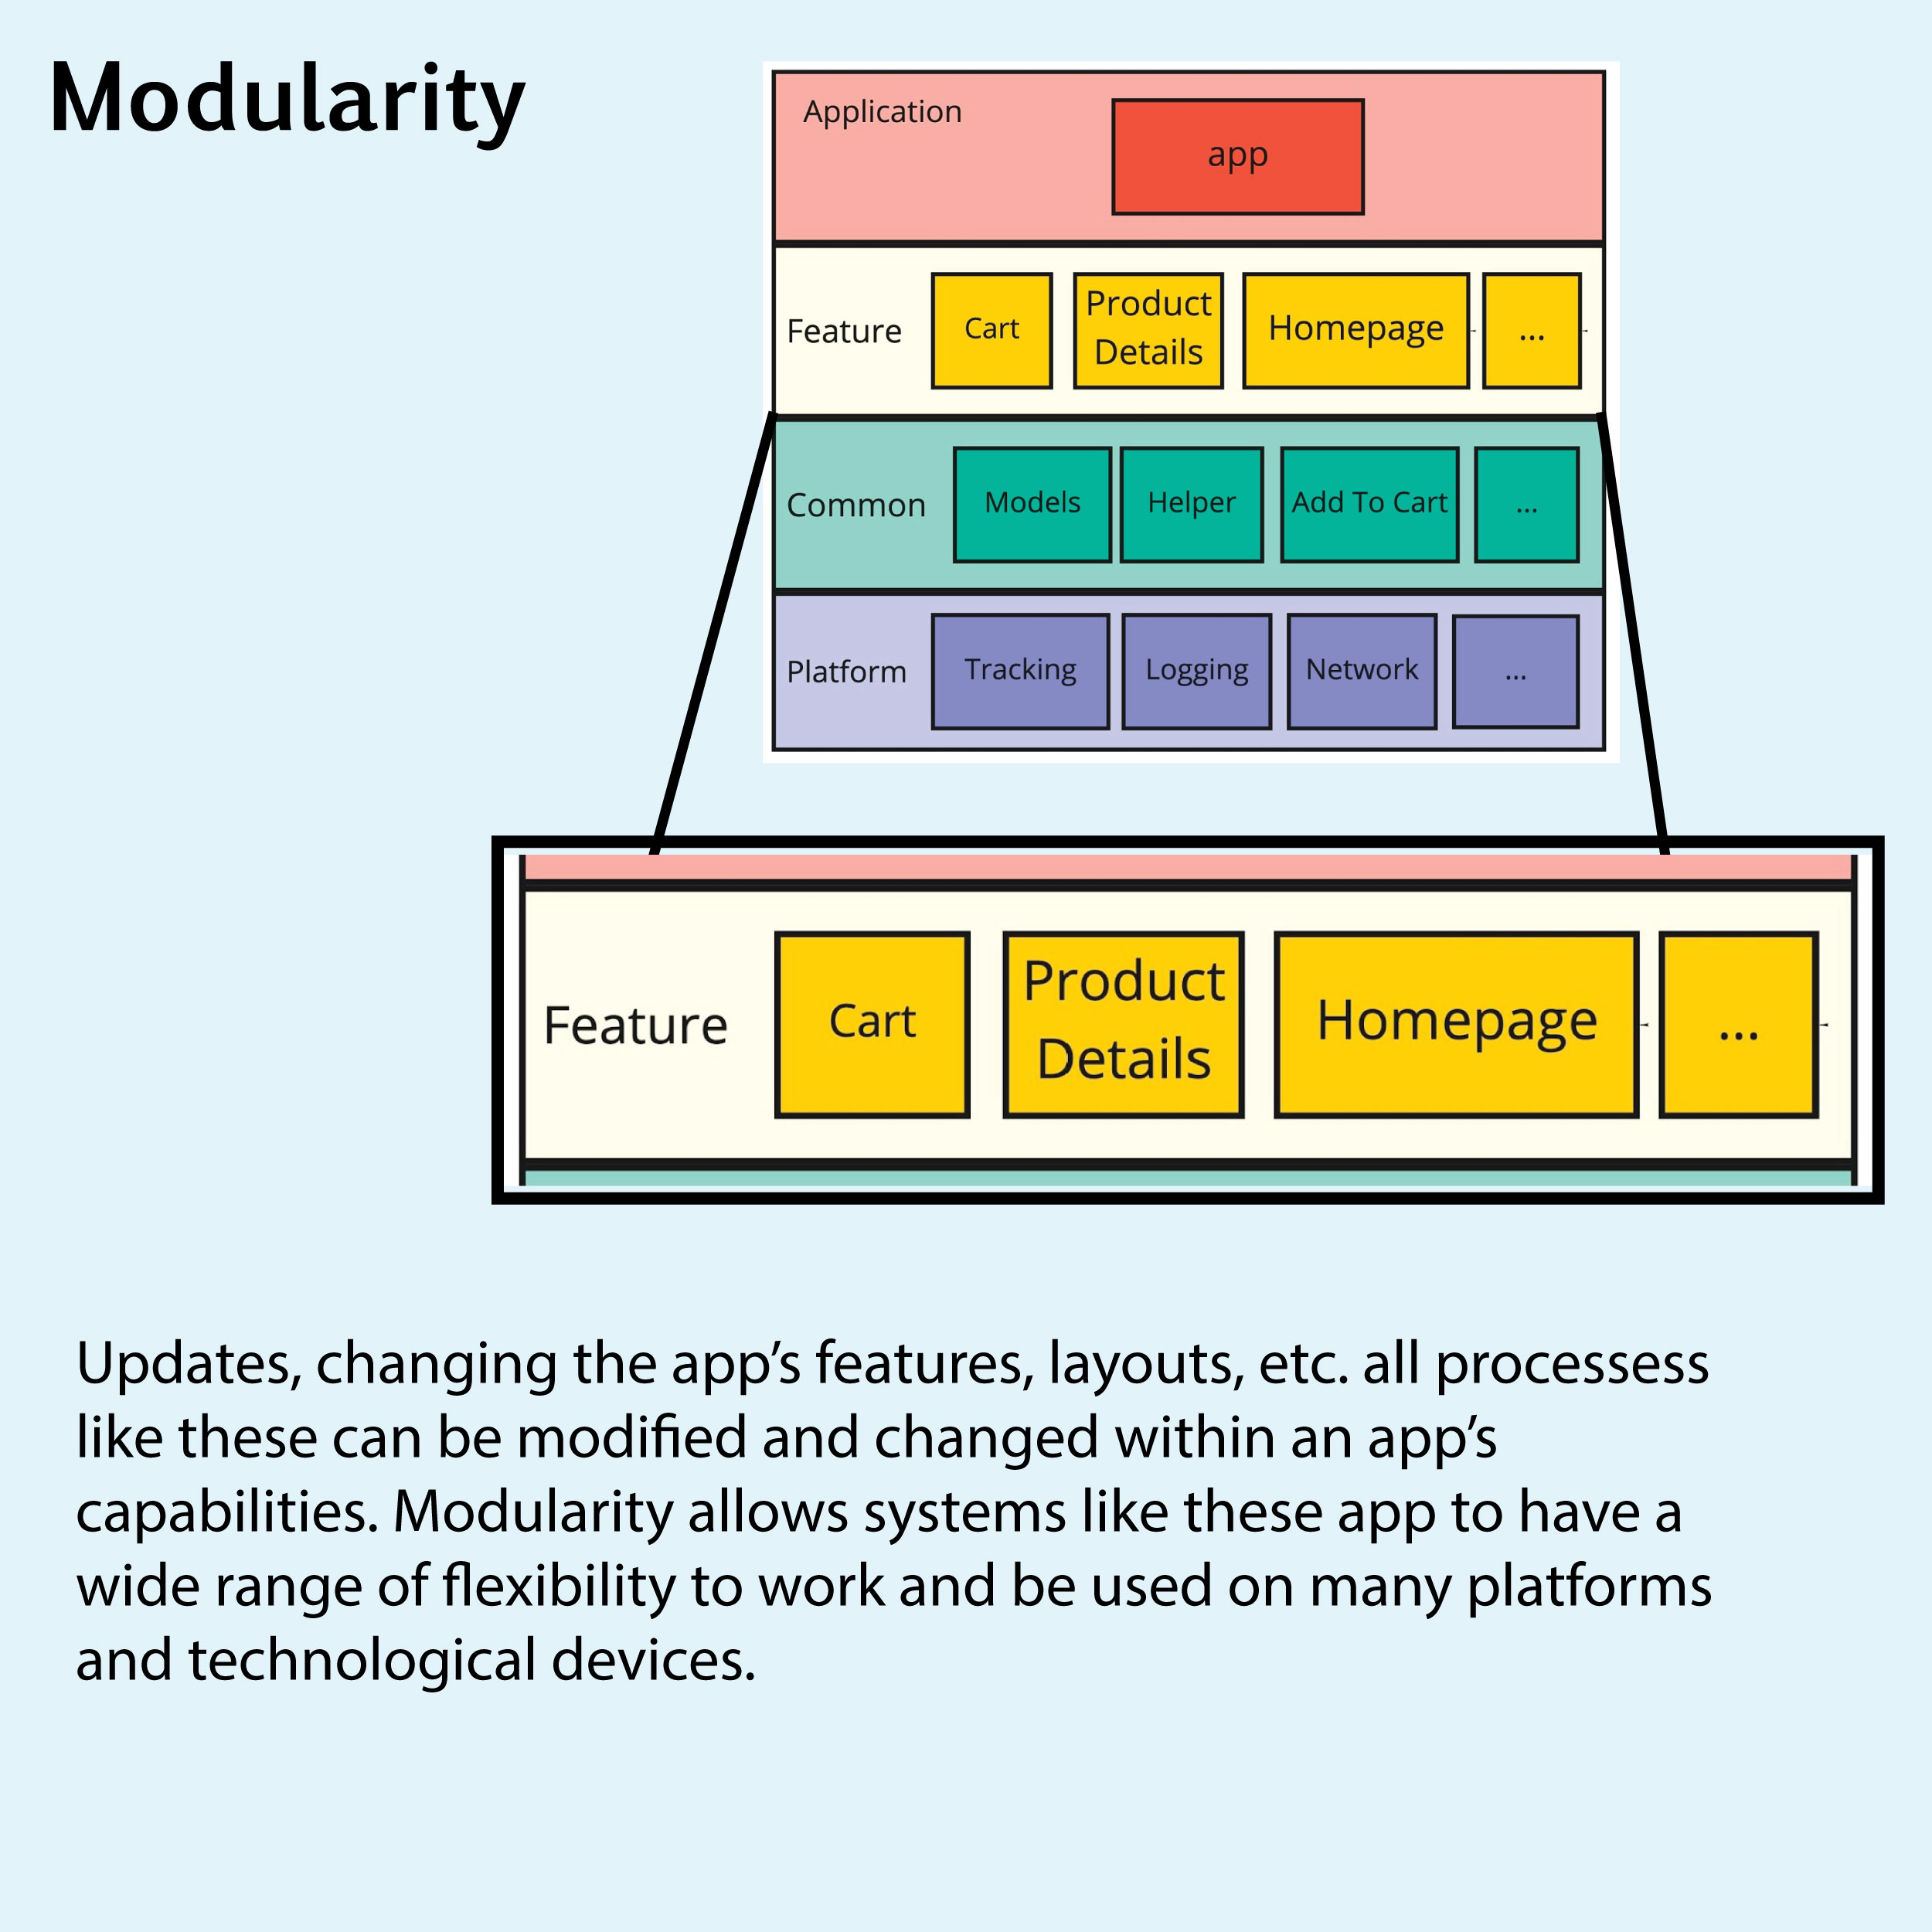 Modularity
Application
app
Feature
Cart
Product
Details
Homepage
...
Common
Models
Helper
Add To Cart
...
Platform
Tracking
Logging
Network
...
Feature
Cart
Product
Details
Homepage
...
Updates, changing the app’s features, layouts, etc. all processess
like these can be modified and changed within an app’s
capabilities. Modularity allows systems like these app to have a
wide range of flexibility to work and be used on many platforms
and technological devices.